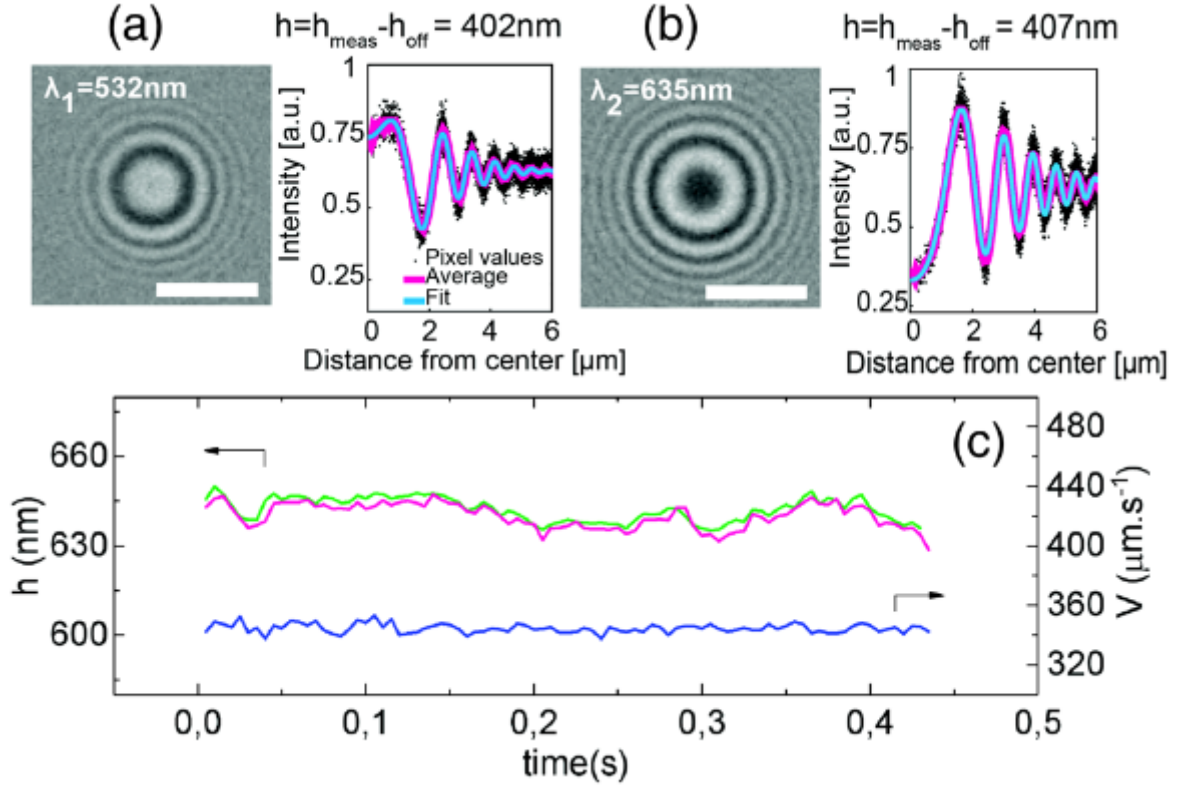 (a)
h=h_meas-h_off = 402nm
λ1=532nm
1
0.75
0.5
0.25
Intensity [a.u.]
Pixel values
Average
Fit
0 2 4 6
Distance from center [µm]
(b)
h=h_meas-h_off = 407nm
λ2=635nm
1
0.75
0.5
0.25
Intensity [a.u.]
0 2 4 6
Distance from center [µm]
(c)
660
630
600
h (nm)
480
440
400
360
320
V (µm.s-1)
0,0 0,1 0,2 0,3 0,4 0,5
time(s)